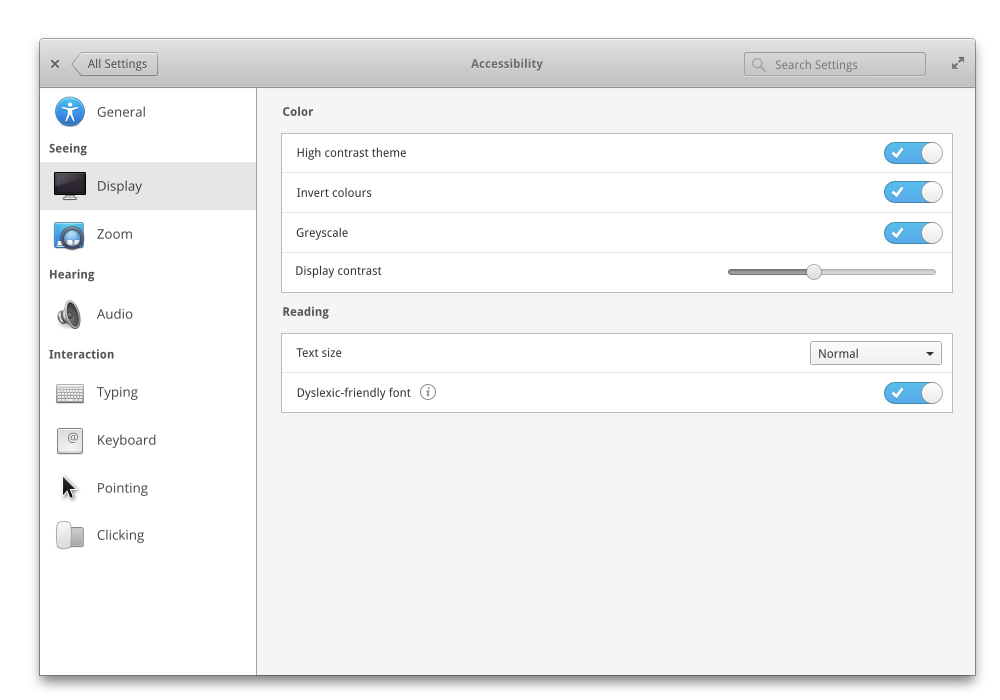 All Settings
Accessibility
Search Settings
General
Seeing
Display
Zoom
Hearing
Audio
Interaction
Typing
@
Keyboard
Pointing
Clicking
Color
High contrast theme
Invert colours
Greyscale
Display contrast
Reading
Text size
Normal
Dyslexic-friendly font
i